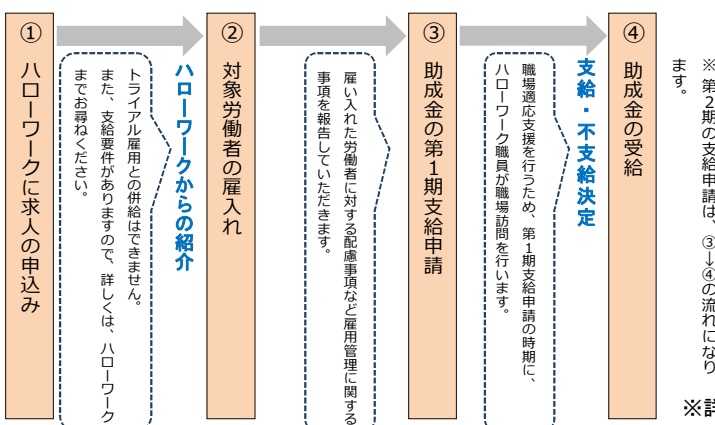 ① ハローワークに求人の申込み
トライアル雇用との併給はできません。
また、支給要件がありますので、詳しくは、ハローワーク
までお尋ねください。
ハローワークからの紹介
② 対象労働者の雇入れ
雇い入れた労働者に対する配慮事項など雇用管理に関する
事項を報告していただきます。
③ 助成金の第1期支給申請
職場適応支援を行うため、第1期支給申請の時期に、
ハローワーク職員が職場訪問を行います。
支給・不支給決定
④ 助成金の受給
※ 第2期の支給申請は、③→④の流れになり
ます。
※詳